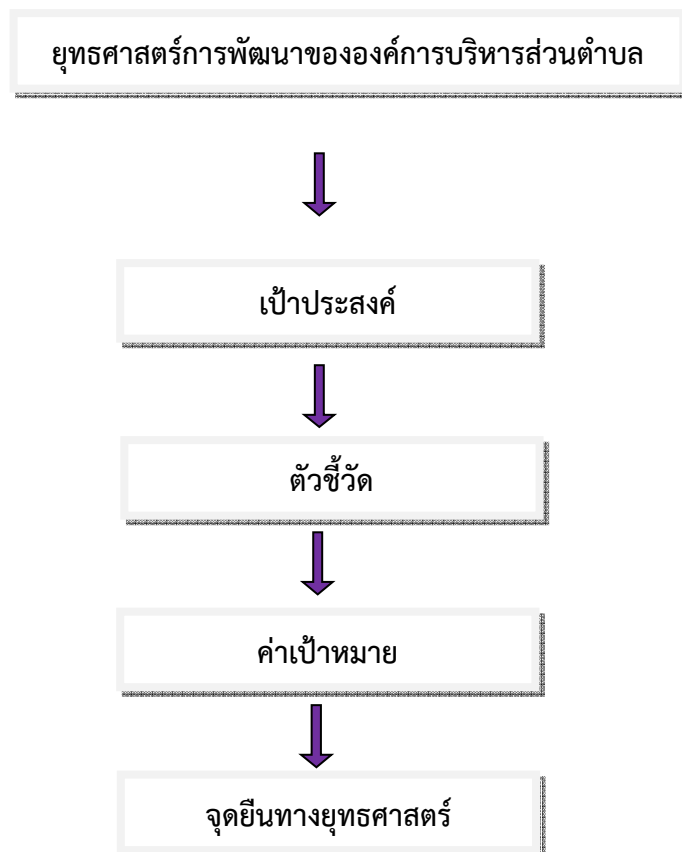 ยุทธศาสตร์การพัฒนาขององค์การบริหารส่วนตำบล
เป้าประสงค์
ตัวชี้วัด
ค่าเป้าหมาย
จุดยืนทางยุทธศาสตร์